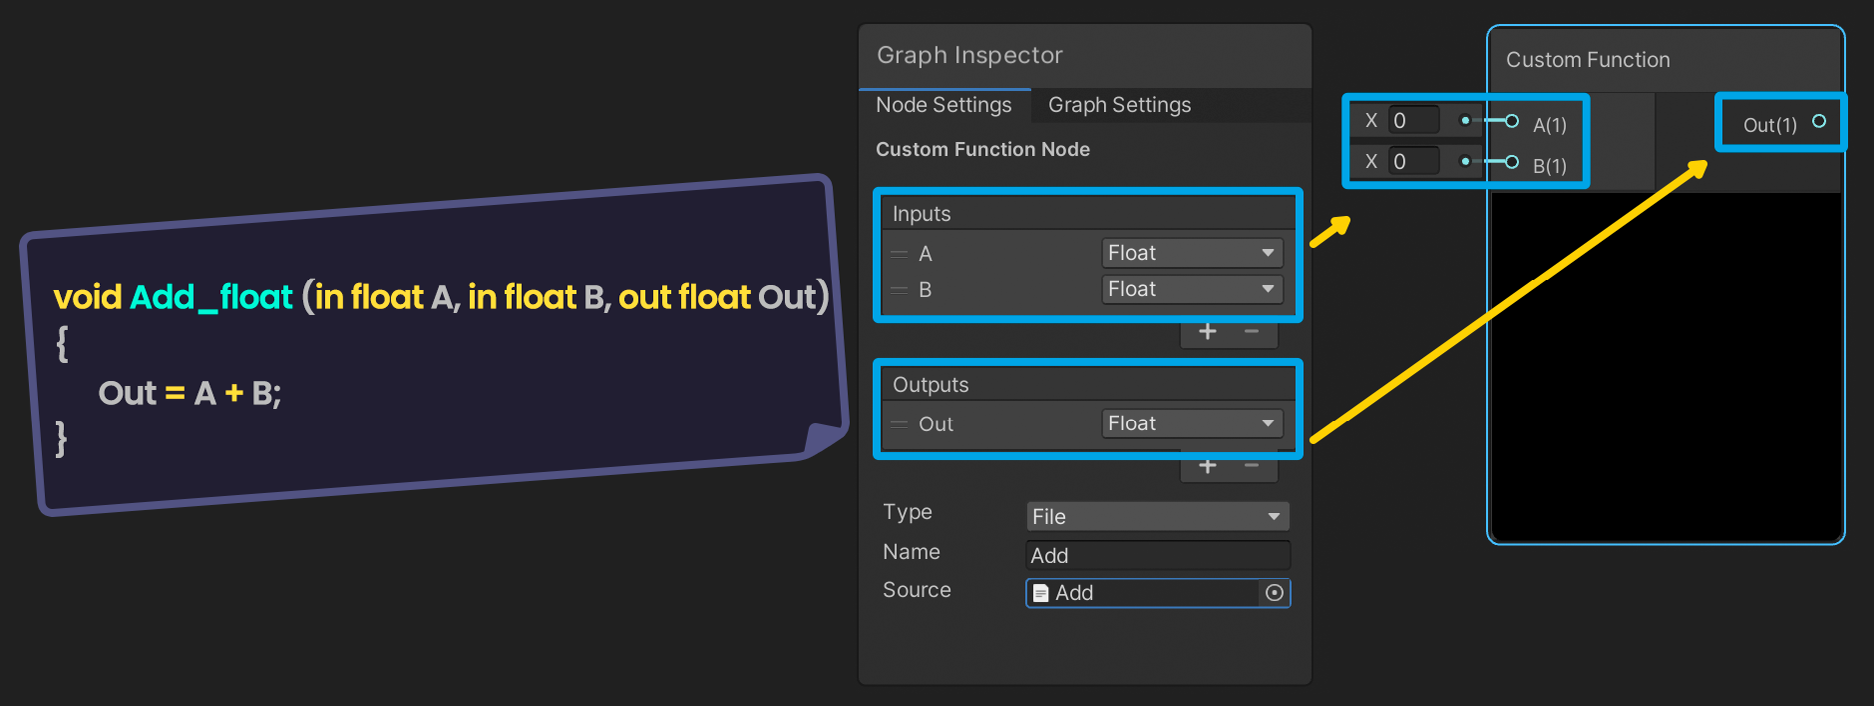 void Add_float (in float A, in float B, out float Out)
{
Out = A + B;
}
Graph Inspector
Node Settings Graph Settings
Custom Function Node
Inputs
A Float
B Float
+ −
Outputs
Out Float
+ −
Type File
Name Add
Source Add
Custom Function
X 0 A(1)
X 0 B(1)
Out(1)